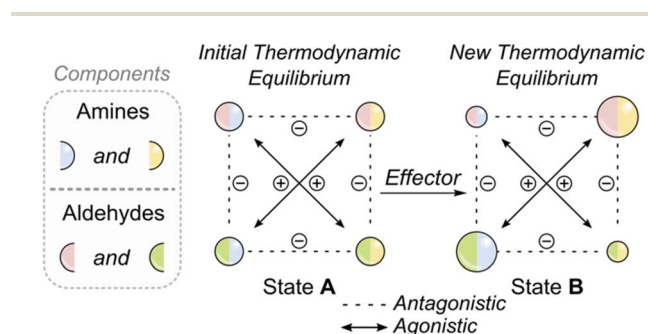 Components
Amines
and
Aldehydes
and
Initial Thermodynamic
Equilibrium
New Thermodynamic
Equilibrium
⊖
⊖
⊕
⊕
⊖
Effector
⊖
⊕
⊕
⊖
⊖
⊖
⊖
State A
State B
Antagonistic
Agonistic